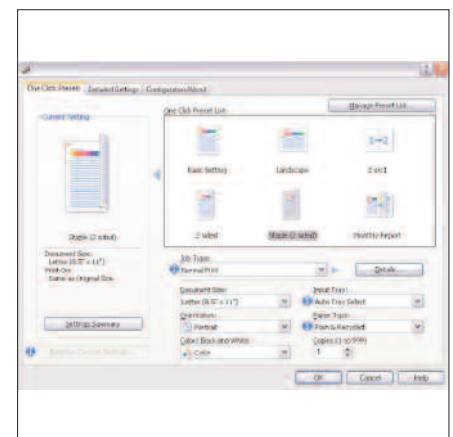 One Click Presets Detailed Settings Configuration/About
Current Setting
One Click Preset List:
Manage Preset List...
Basic Setting
Landscape
2 on 1
2 sided
Staple (2 sided)
Monthly Report
Staple (2 sided)
Document Size:
Letter (8.5" x 11")
Print On:
Same as Original Size
Settings Summary
Job Type:
Normal Print
Details...
Document Size:
Letter (8.5" x 11")
Input Tray:
Auto Tray Select
Orientation:
Portrait
Paper Type:
Plain & Recycled
Color/ Black and White:
Color
Copies:(1 to 999)
1
OK
Cancel
Help